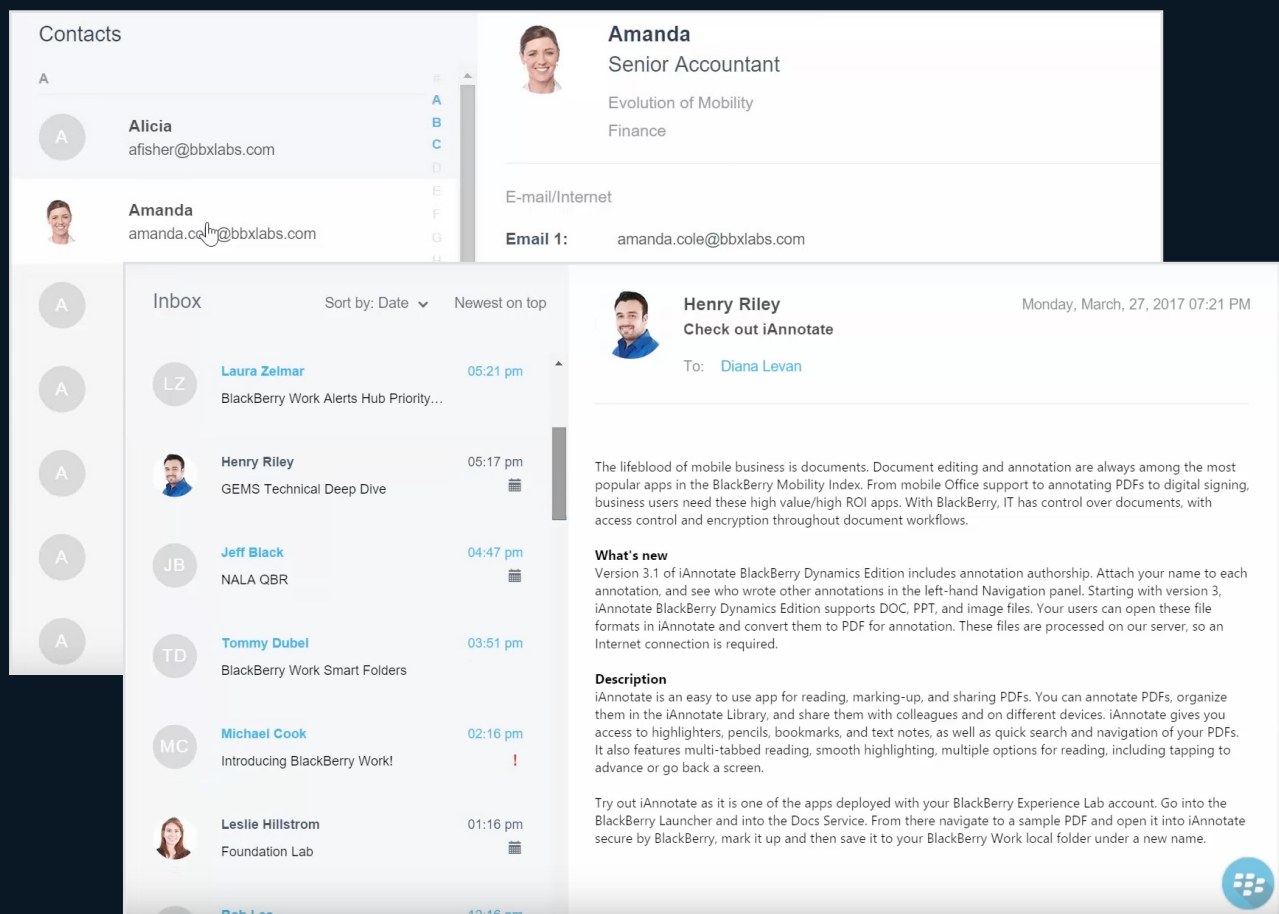 Contacts
A
A
Alicia
afisher@bbxlabs.com
Amanda
amanda.co @bbxlabs.com
A
A
A
A
A
#
A
B
C
D
E
F
G
H
Amanda
Senior Accountant
Evolution of Mobility
Finance
E-mail/Internet
Email 1: amanda.cole@bbxlabs.com
Inbox Sort by: Date Newest on top
LZ
Laura Zelmar 05:21 pm
BlackBerry Work Alerts Hub Priority…
Henry Riley 05:17 pm
GEMS Technical Deep Dive
JB
Jeff Black 04:47 pm
NALA QBR
TD
Tommy Dubel 03:51 pm
BlackBerry Work Smart Folders
MC
Michael Cook 02:16 pm
Introducing BlackBerry Work! !
Leslie Hillstrom 01:16 pm
Foundation Lab
Bob Lee 12:16 pm
Henry Riley Monday, March, 27, 2017 07:21 PM
Check out iAnnotate
To: Diana Levan
The lifeblood of mobile business is documents. Document editing and annotation are always among the most
popular apps in the BlackBerry Mobility Index. From mobile Office support to annotating PDFs to digital signing,
business users need these high value/high ROI apps. With BlackBerry, IT has control over documents, with
access control and encryption throughout document workflows.
What's new
Version 3.1 of iAnnotate BlackBerry Dynamics Edition includes annotation authorship. Attach your name to each
annotation, and see who wrote other annotations in the left-hand Navigation panel. Starting with version 3,
iAnnotate BlackBerry Dynamics Edition supports DOC, PPT, and image files. Your users can open these file
formats in iAnnotate and convert them to PDF for annotation. These files are processed on our server, so an
Internet connection is required.
Description
iAnnotate is an easy to use app for reading, marking-up, and sharing PDFs. You can annotate PDFs, organize
them in the iAnnotate Library, and share them with colleagues and on different devices. iAnnotate gives you
access to highlighters, pencils, bookmarks, and text notes, as well as quick search and navigation of your PDFs.
It also features multi-tabbed reading, smooth highlighting, multiple options for reading, including tapping to
advance or go back a screen.
Try out iAnnotate as it is one of the apps deployed with your BlackBerry Experience Lab account. Go into the
BlackBerry Launcher and into the Docs Service. From there navigate to a sample PDF and open it into iAnnotate
secure by BlackBerry, mark it up and then save it to your BlackBerry Work local folder under a new name.